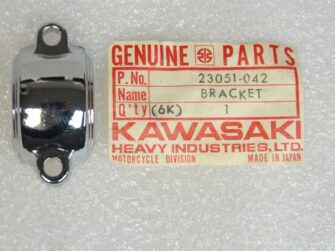 GENUINE PARTS
P.No. 23051-042
Name BRACKET
Q'ty (6K) 1
KAWASAKI
HEAVY INDUSTRIES, LTD.
MOTORCYCLE DIVISION MADE IN JAPAN